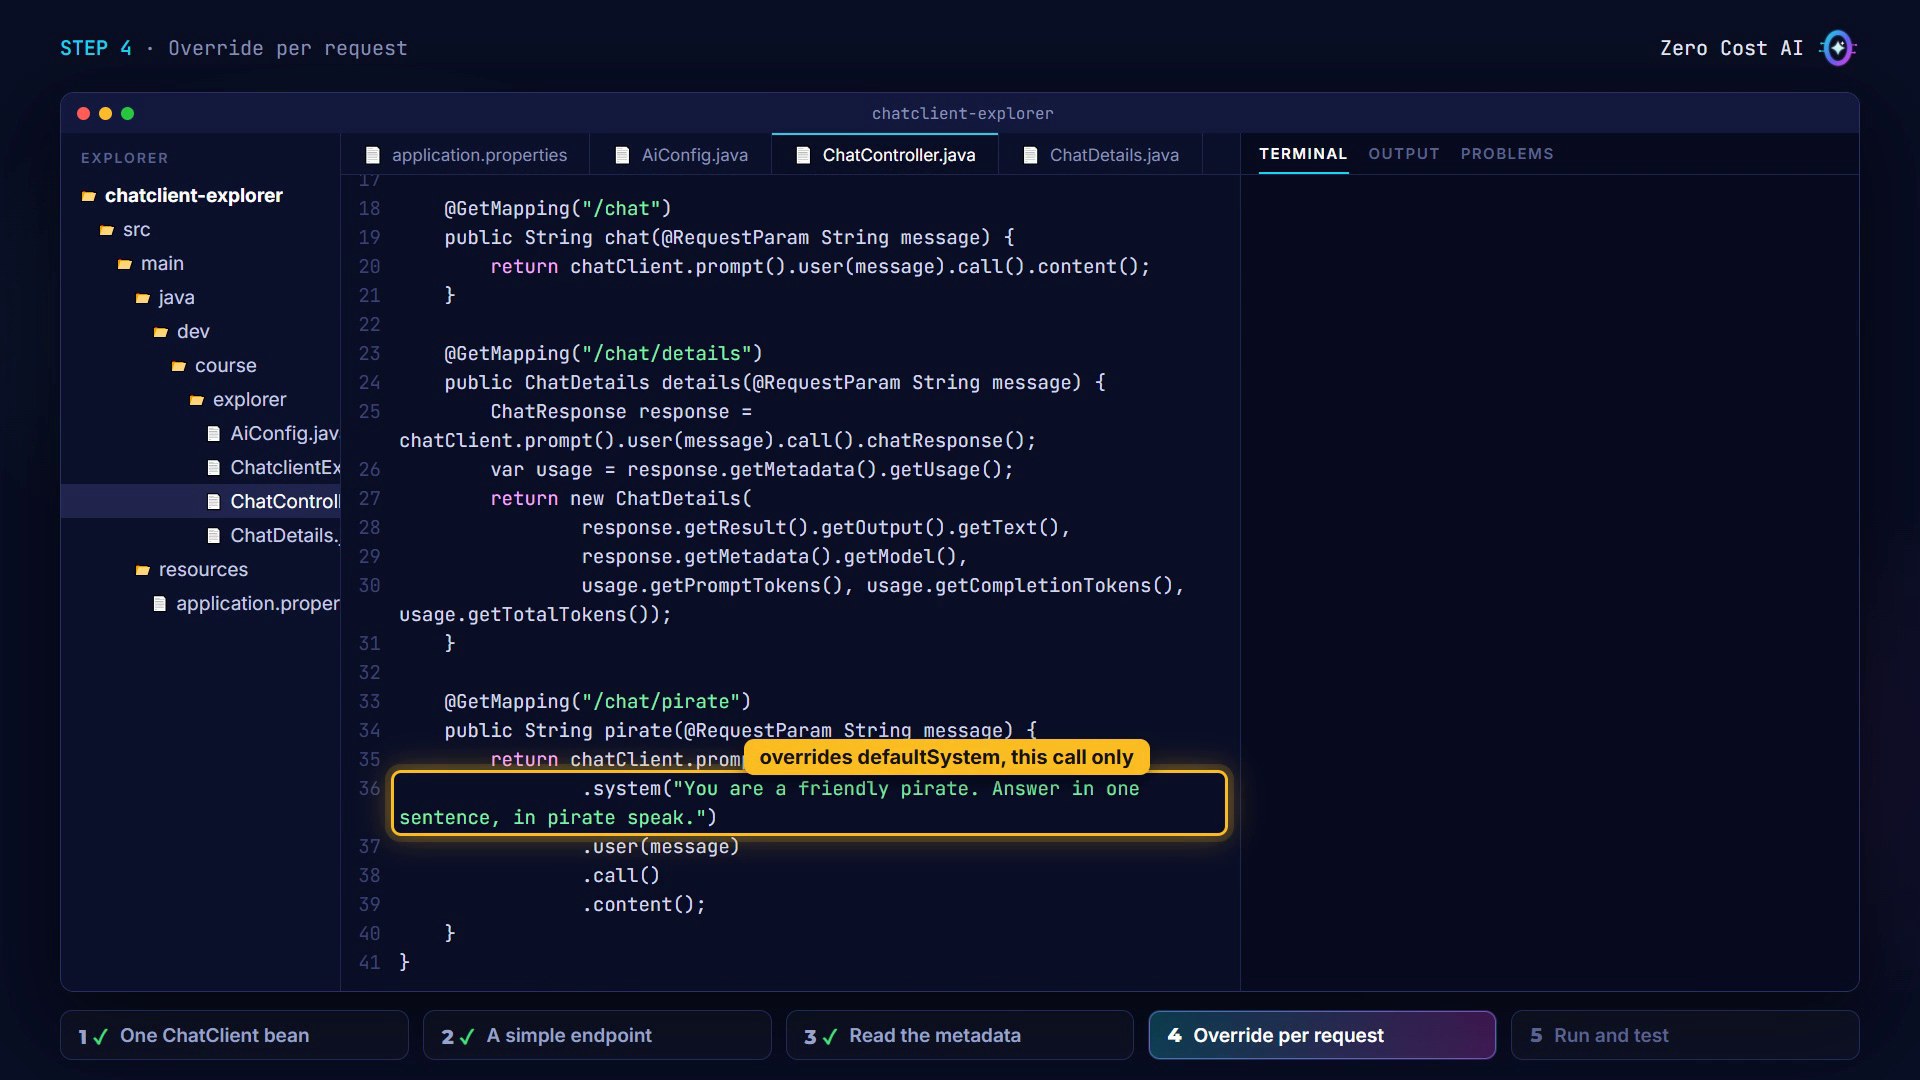 STEP 4 · Override per request
Zero Cost AI
chatclient-explorer
EXPLORER
chatclient-explorer
src
main
java
dev
course
explorer
AiConfig.jav
ChatclientEx
ChatControll
ChatDetails.
resources
application.proper
application.properties
AiConfig.java
ChatController.java
ChatDetails.java
17
18     @GetMapping("/chat")
19     public String chat(@RequestParam String message) {
20         return chatClient.prompt().user(message).call().content();
21     }
22
23     @GetMapping("/chat/details")
24     public ChatDetails details(@RequestParam String message) {
25         ChatResponse response =
chatClient.prompt().user(message).call().chatResponse();
26         var usage = response.getMetadata().getUsage();
27         return new ChatDetails(
28                 response.getResult().getOutput().getText(),
29                 response.getMetadata().getModel(),
30                 usage.getPromptTokens(), usage.getCompletionTokens(),
usage.getTotalTokens());
31     }
32
33     @GetMapping("/chat/pirate")
34     public String pirate(@RequestParam String message) {
35         return chatClient.prom
overrides defaultSystem, this call only
36                 .system("You are a friendly pirate. Answer in one
sentence, in pirate speak.")
37                 .user(message)
38                 .call()
39                 .content();
40     }
41 }
TERMINAL OUTPUT PROBLEMS
1 ✓ One ChatClient bean
2 ✓ A simple endpoint
3 ✓ Read the metadata
4 Override per request
5 Run and test